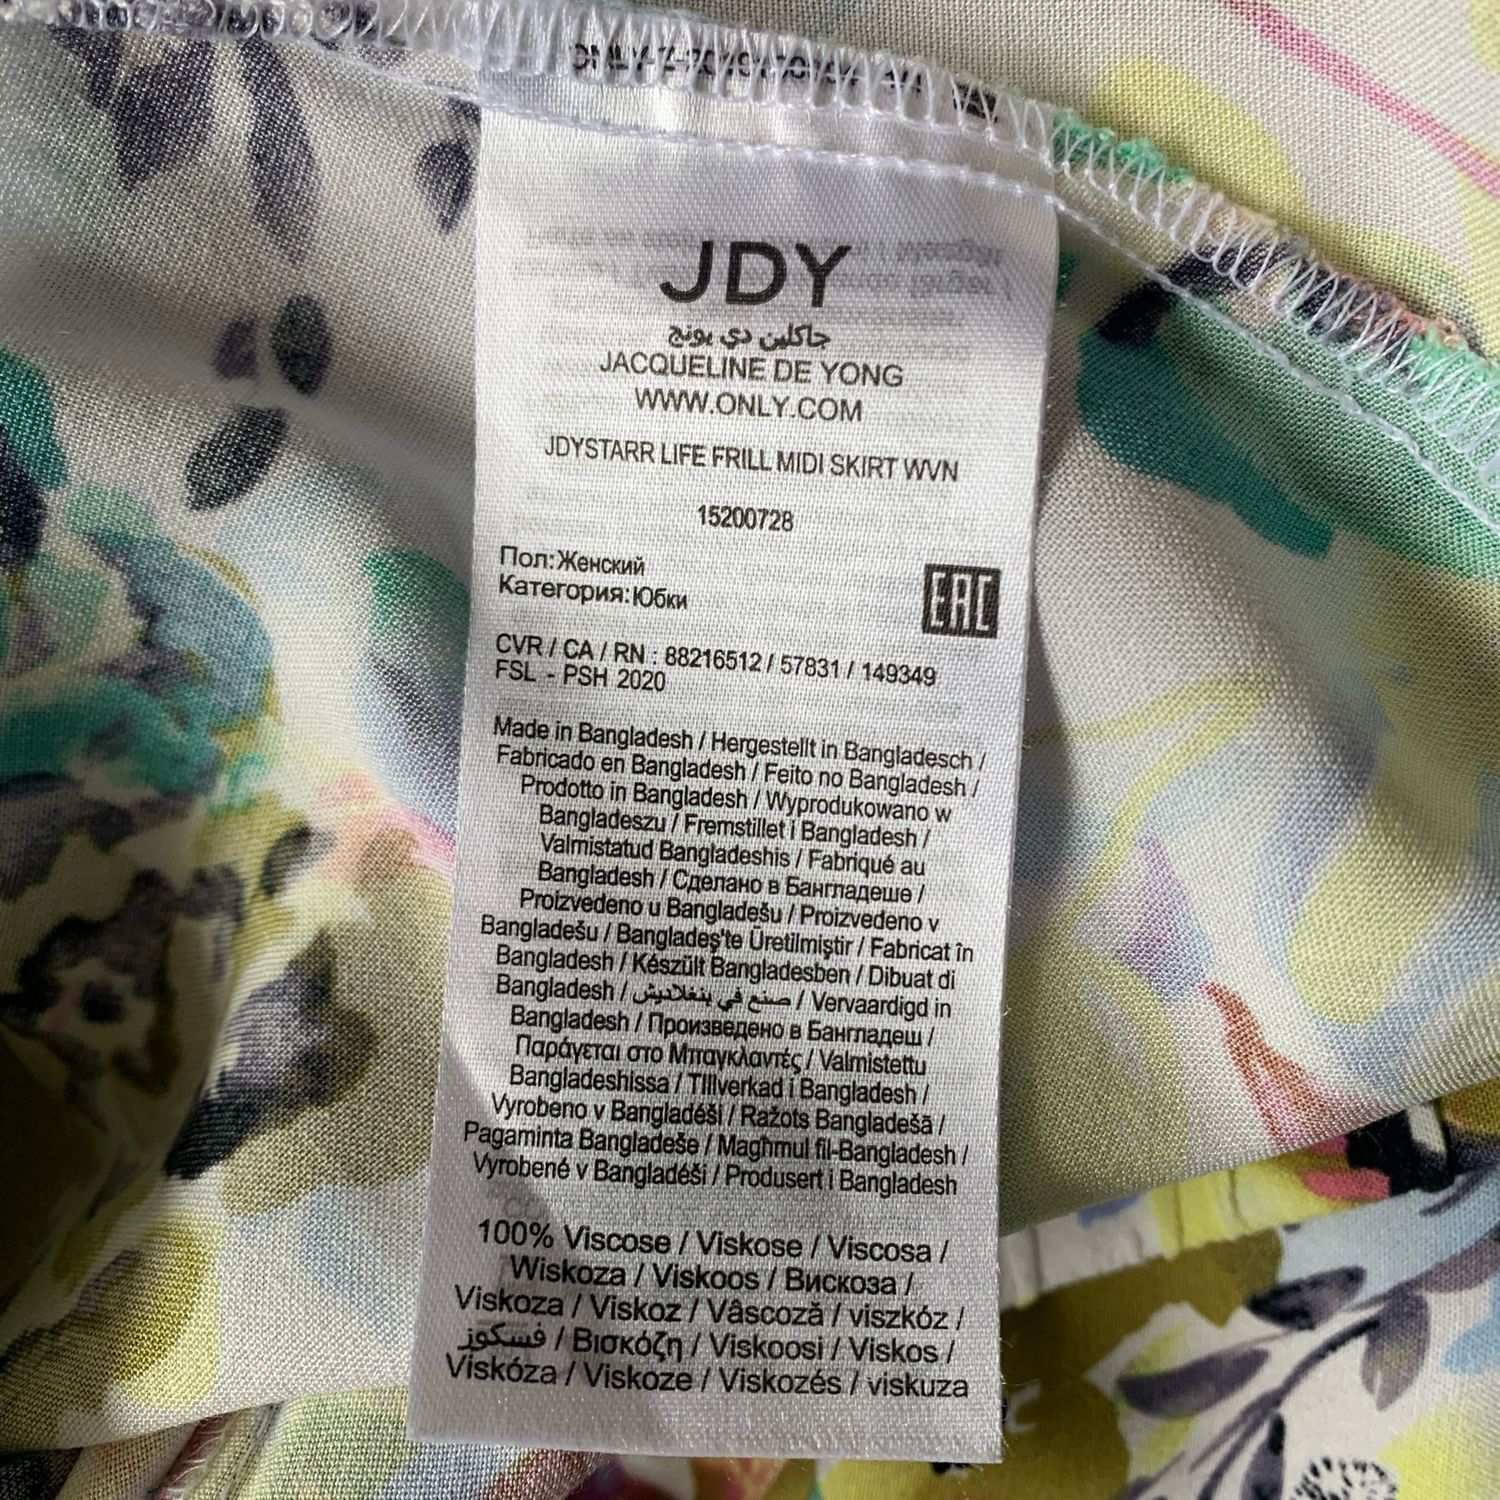 JDY
جاكلين دي يونج
JACQUELINE DE YONG
WWW.ONLY.COM
JDYSTARR LIFE FRILL MIDI SKIRT WVN
15200728
Пол:Женский
Категория:Юбки
EAC
CVR / CA / RN : 88216512 / 57831 / 149349
FSL - PSH 2020
Made in Bangladesh / Hergestellt in Bangladesch /
Fabricado en Bangladesh / Feito no Bangladesh /
Prodotto in Bangladesh / Wyprodukowano w
Bangladeszu / Fremstillet i Bangladesh /
Valmistatud Bangladeshis / Fabriqué au
Bangladesh / Сделано в Бангладеше /
Proizvedeno u Bangladešu / Proizvedeno v
Bangladešu / Bangladeş'te Üretilmiştir / Fabricat în
Bangladesh / Készült Bangladesben / Dibuat di
Bangladesh / صنع في بنغلاديش / Vervaardigd in
Bangladesh / Произведено в Бангладеш /
Παράγεται στο Μπαγκλαντές / Valmistettu
Bangladeshissa / TIllverkad i Bangladesh /
Vyrobeno v Bangladéši / Ražots Bangladešā /
Pagaminta Bangladeše / Magħmul fil-Bangladesh /
Vyrobené v Bangladéši / Produsert i Bangladesh
100% Viscose / Viskose / Viscosa /
Wiskoza / Viskoos / Вискоза /
Viskoza / Viskoz / Vâscoză / viszkóz /
فسكوز / Βισκόζη / Viskoosi / Viskos /
Viskóza / Viskoze / Viskozés / viskuza